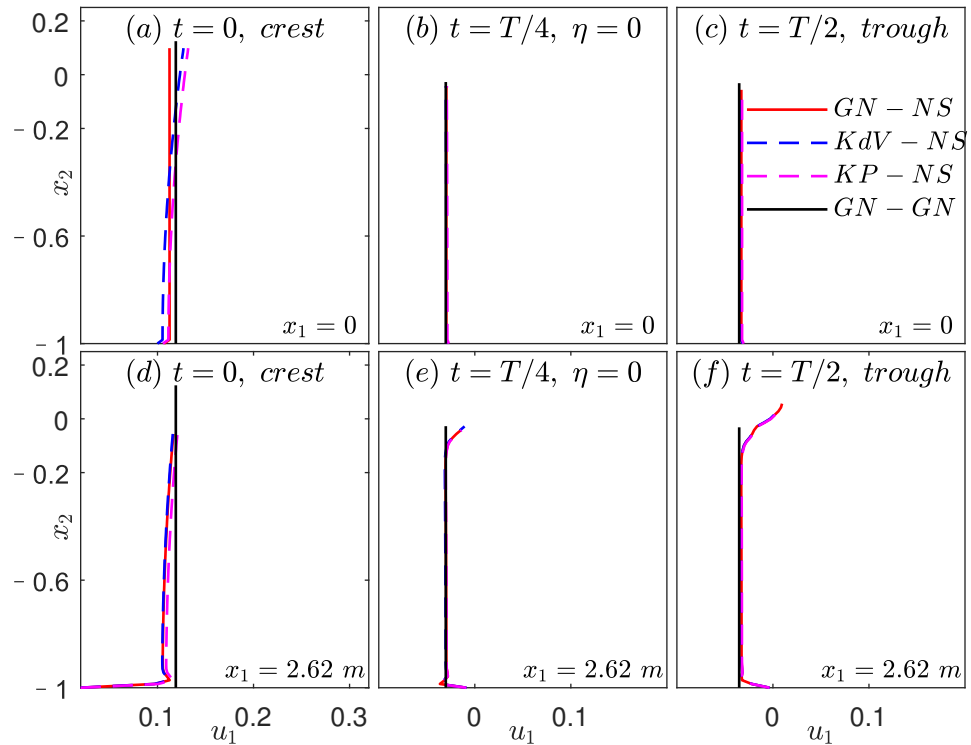 (a) t = 0, crest
(b) t = T/4, η = 0
(c) t = T/2, trough
0.2
0
− 0.2
− 0.6
− 1
x₂
GN − NS
KdV − NS
KP − NS
GN − GN
x₁ = 0
x₁ = 0
x₁ = 0
(d) t = 0, crest
(e) t = T/4, η = 0
(f) t = T/2, trough
0.2
0
− 0.2
− 0.6
− 1
x₂
x₁ = 2.62 m
x₁ = 2.62 m
x₁ = 2.62 m
0.1 0.2 0.3
0 0.1
0 0.1
u₁
u₁
u₁